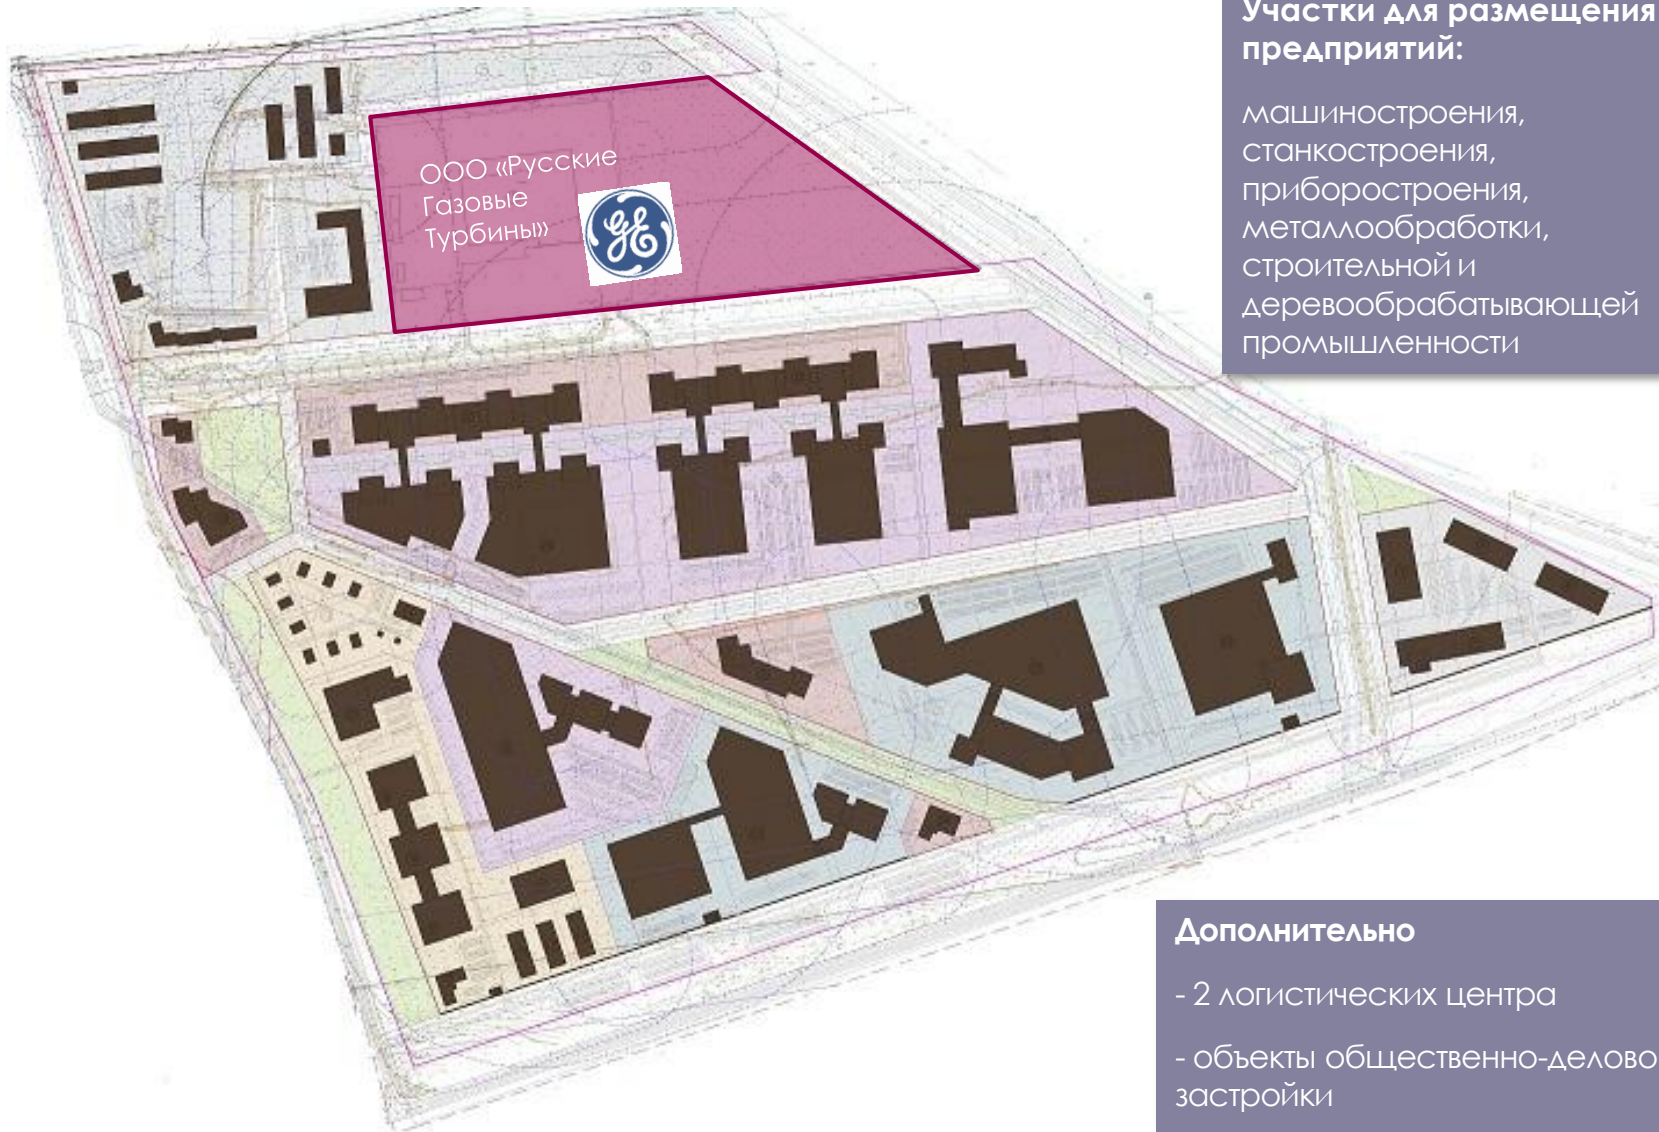 Участки для размещения
предприятий:
машиностроения,
станкостроения,
приборостроения,
металлообработки,
строительной и
деревообрабатывающей
промышленности
ООО «Русские
Газовые
Турбины»
GE
Дополнительно
- 2 логистических центра
- объекты общественно-делово
застройки